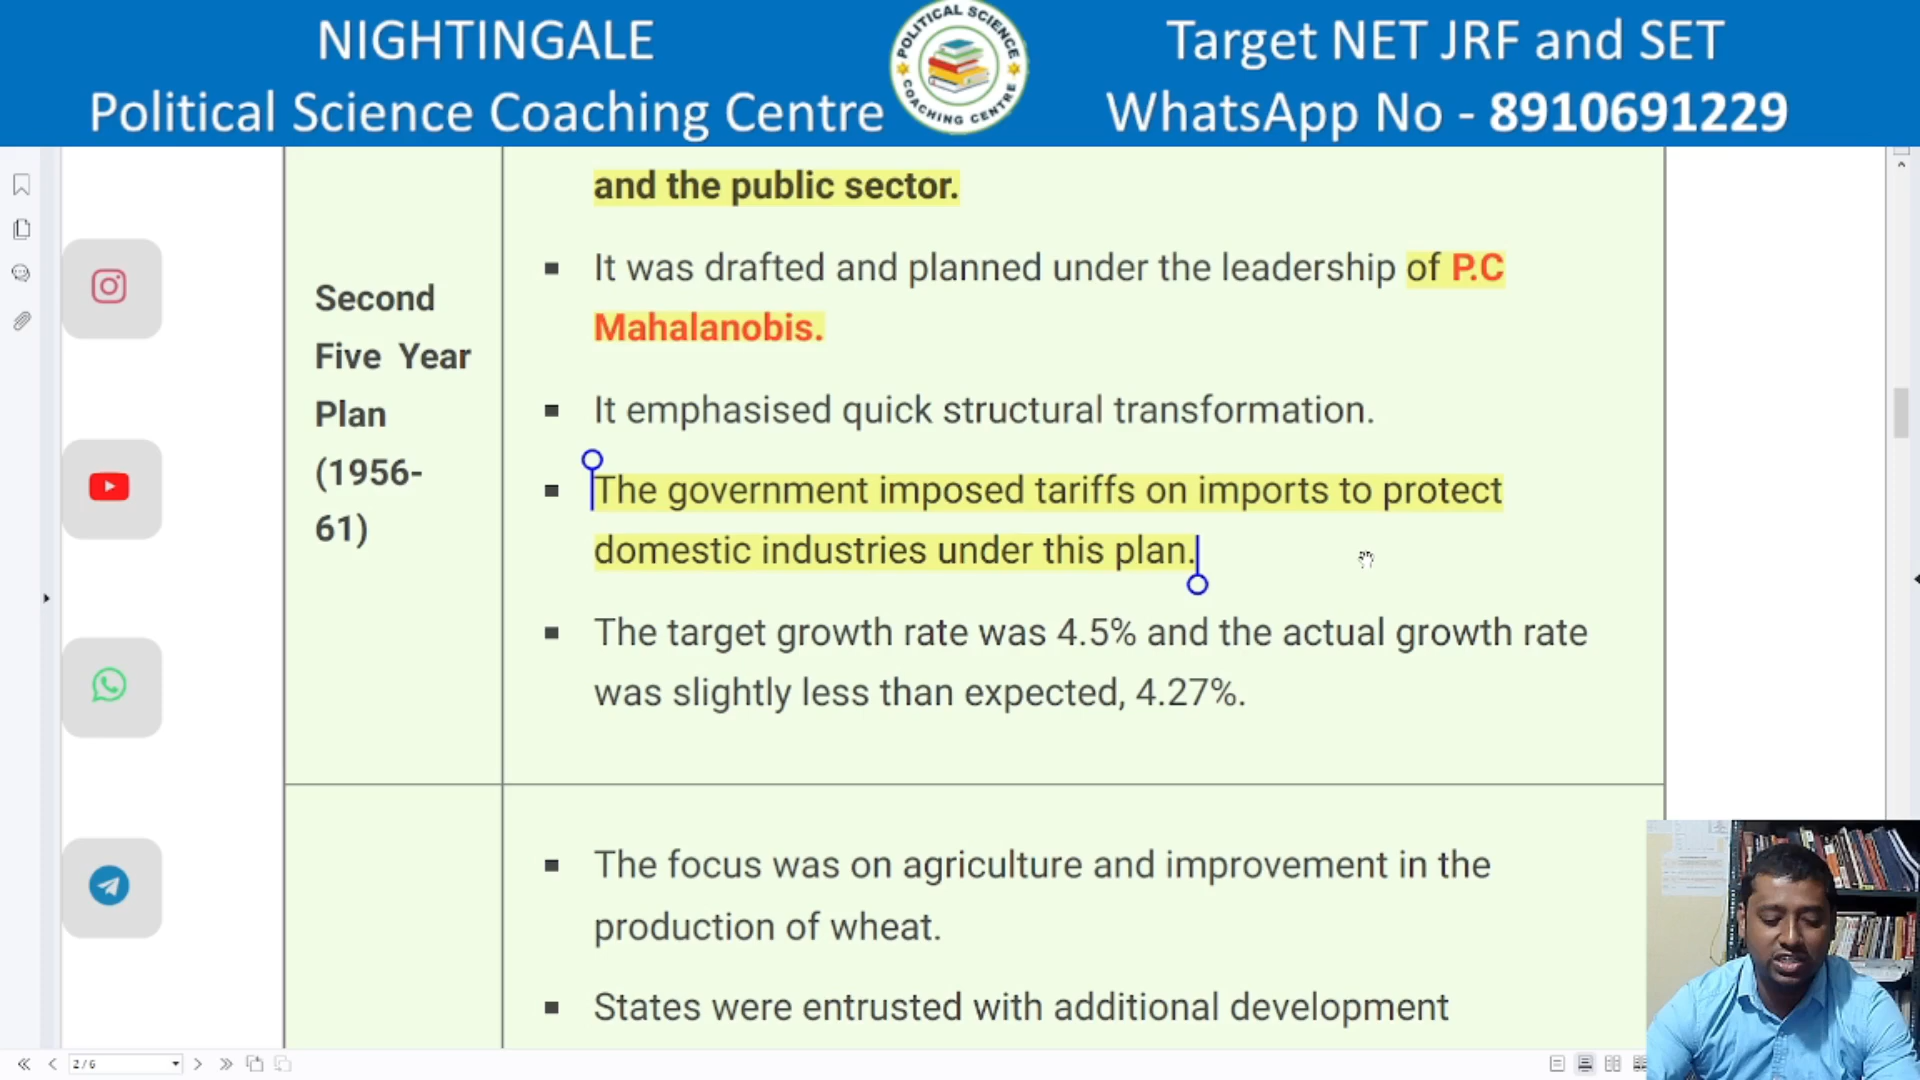 NIGHTINGALE
Political Science Coaching Centre
POLITICAL SCIENCE
COACHING CENTRE
Target NET JRF and SET
WhatsApp No - 8910691229
Second
Five Year
Plan
(1956-
61)
and the public sector.
▪ It was drafted and planned under the leadership of P.C
Mahalanobis.
▪ It emphasised quick structural transformation.
▪ The government imposed tariffs on imports to protect
domestic industries under this plan.
▪ The target growth rate was 4.5% and the actual growth rate
was slightly less than expected, 4.27%.
▪ The focus was on agriculture and improvement in the
production of wheat.
▪ States were entrusted with additional development
2/6